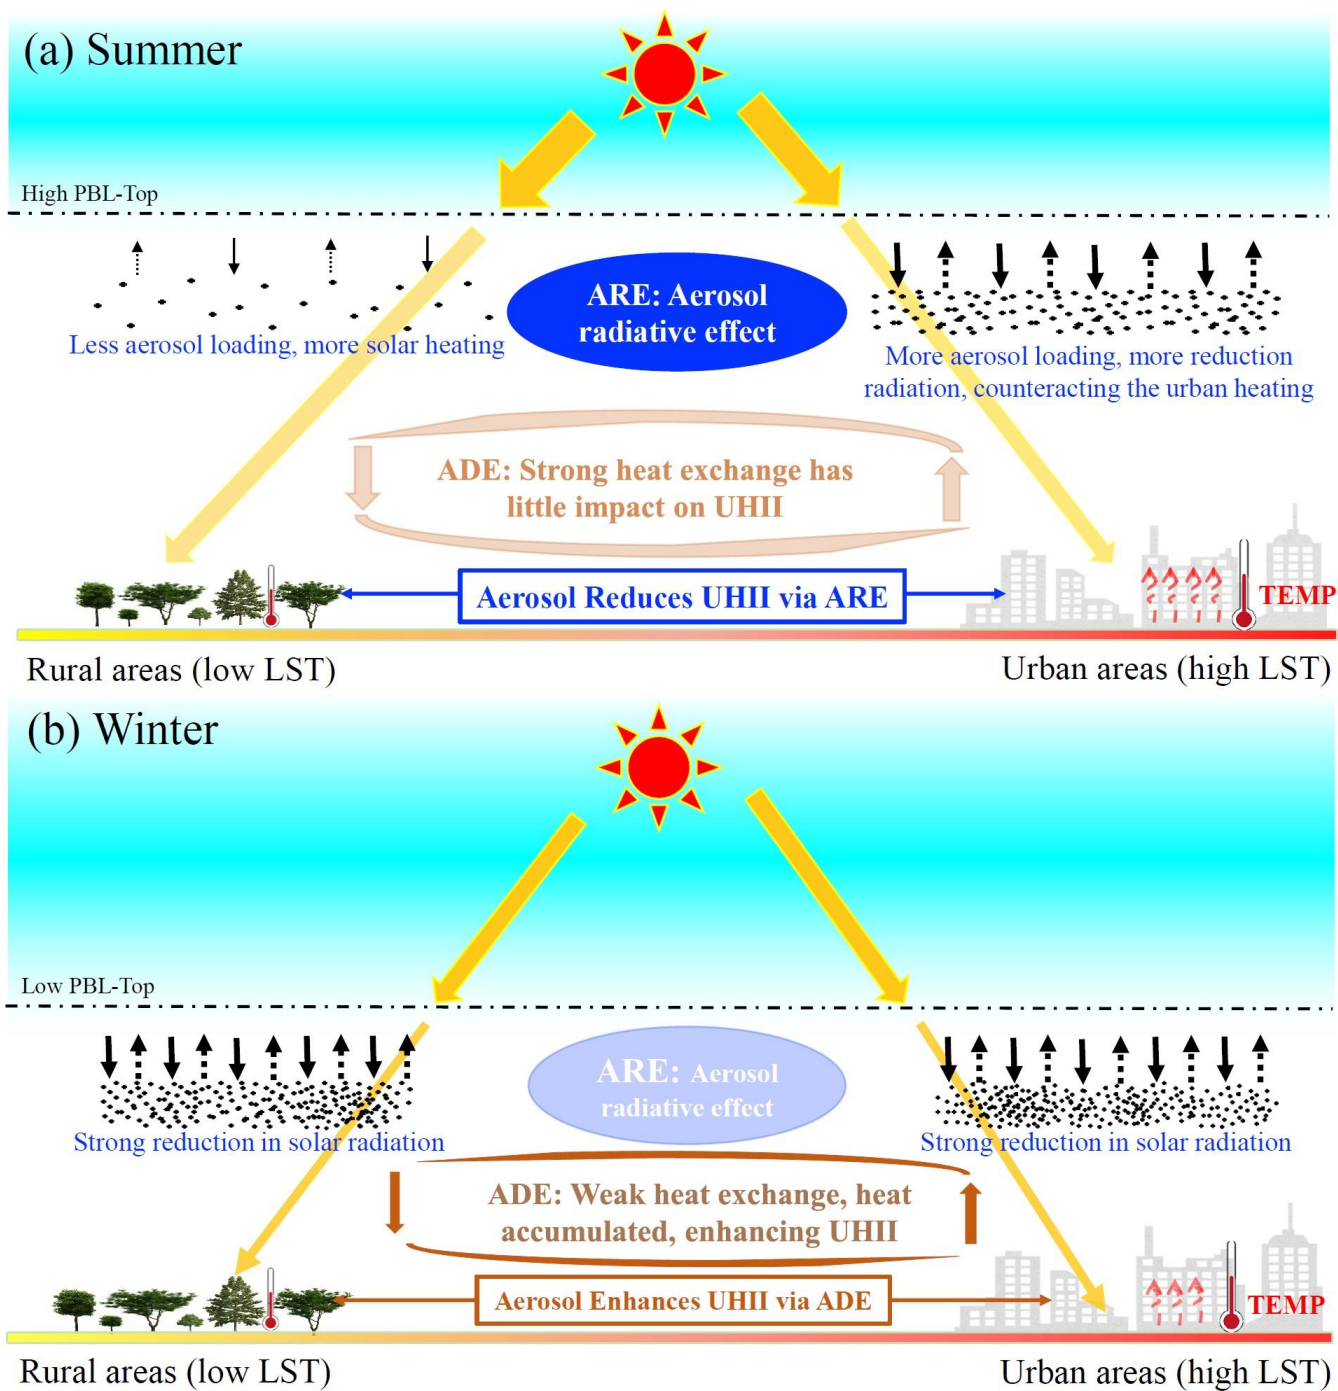 (a) Summer
High PBL-Top
ARE: Aerosol
radiative effect
Less aerosol loading, more solar heating
More aerosol loading, more reduction
radiation, counteracting the urban heating
ADE: Strong heat exchange has
little impact on UHII
Aerosol Reduces UHII via ARE
TEMP
Rural areas (low LST)
Urban areas (high LST)
(b) Winter
Low PBL-Top
ARE: Aerosol
radiative effect
Strong reduction in solar radiation
Strong reduction in solar radiation
ADE: Weak heat exchange, heat
accumulated, enhancing UHII
Aerosol Enhances UHII via ADE
TEMP
Rural areas (low LST)
Urban areas (high LST)